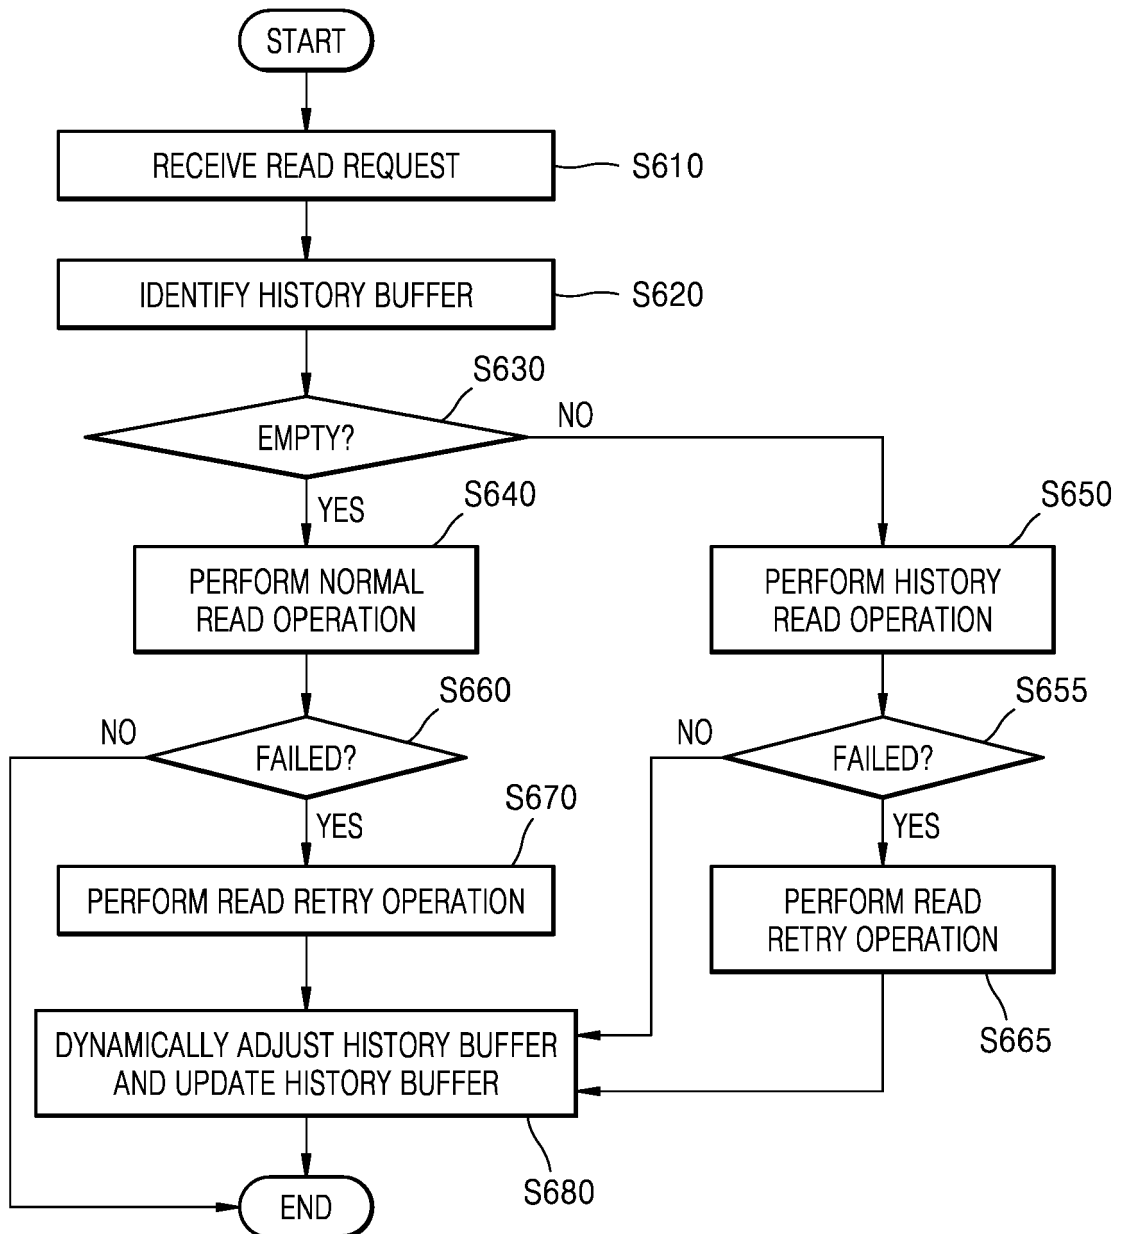 START
RECEIVE READ REQUEST
S610
IDENTIFY HISTORY BUFFER
S620
S630
EMPTY?
NO
YES
S640
S650
PERFORM NORMAL
READ OPERATION
PERFORM HISTORY
READ OPERATION
S660
S655
NO
FAILED?
NO
FAILED?
YES
S670
YES
PERFORM READ RETRY OPERATION
PERFORM READ
RETRY OPERATION
S665
DYNAMICALLY ADJUST HISTORY BUFFER
AND UPDATE HISTORY BUFFER
S680
END